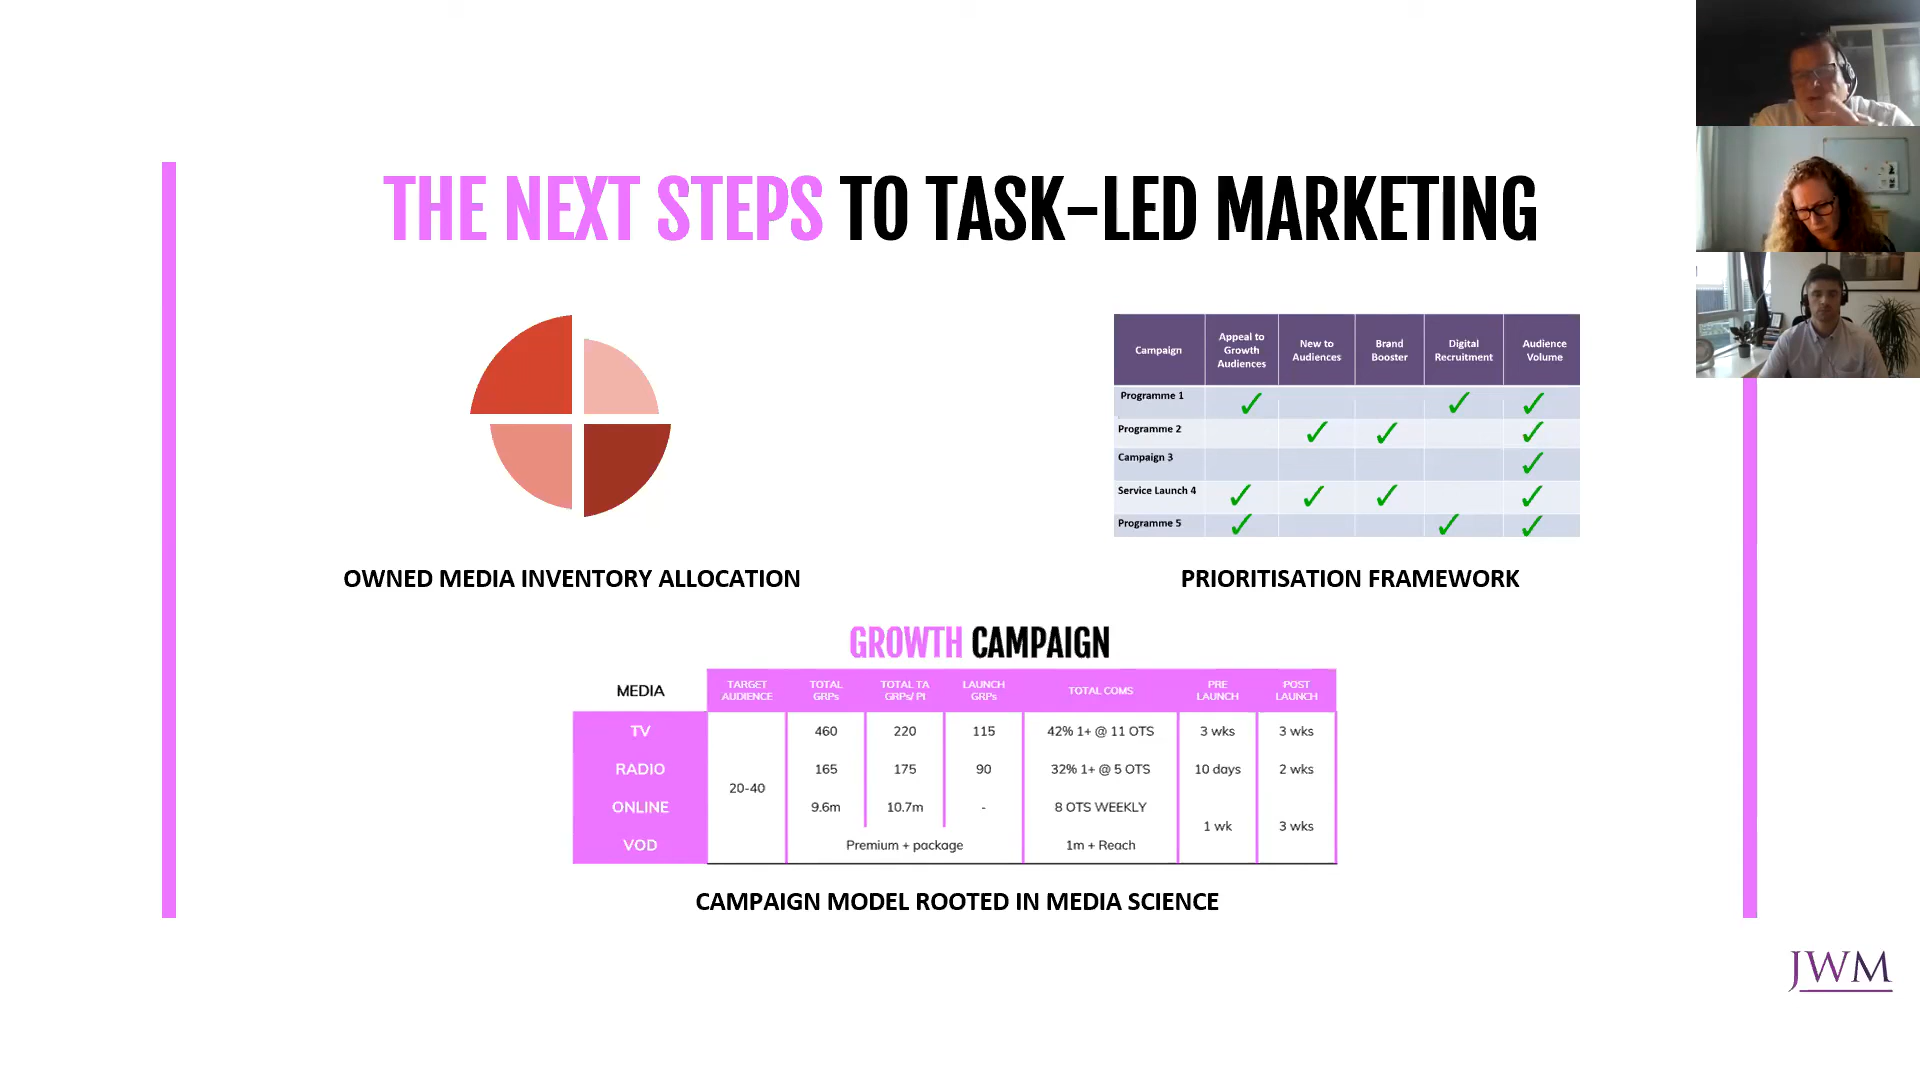 THE NEXT STEPS TO TASK-LED MARKETING
Campaign
Appeal to
Growth
Audiences
New to
Audiences
Brand
Booster
Digital
Recruitment
Audience
Volume
Programme 1 ✓ ✓ ✓
Programme 2 ✓ ✓ ✓
Campaign 3 ✓
Service Launch 4 ✓ ✓ ✓ ✓
Programme 5 ✓ ✓ ✓
OWNED MEDIA INVENTORY ALLOCATION
PRIORITISATION FRAMEWORK
GROWTH CAMPAIGN
MEDIA
TARGET
AUDIENCE
TOTAL
GRPs
TOTAL TA
GRPs/ PI
LAUNCH
GRPs
TOTAL COMS
PRE
LAUNCH
POST
LAUNCH
TV 460 220 115 42% 1+ @ 11 OTS 3 wks 3 wks
RADIO 165 175 90 32% 1+ @ 5 OTS 10 days 2 wks
20-40
ONLINE 9.6m 10.7m - 8 OTS WEEKLY
1 wk 3 wks
VOD Premium + package 1m + Reach
CAMPAIGN MODEL ROOTED IN MEDIA SCIENCE
JWM